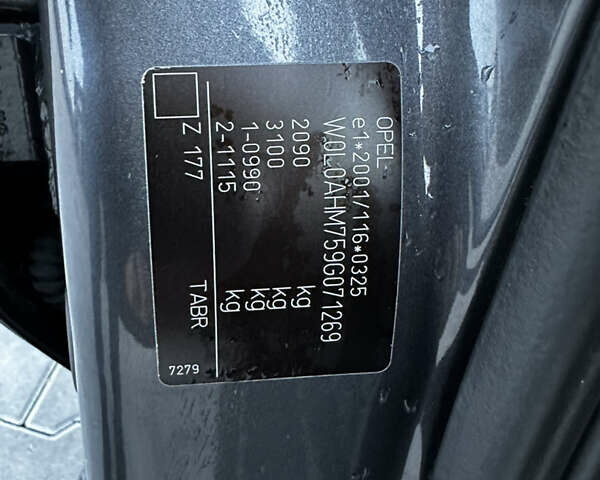 OPEL
e1*2001/116*0325
W0L0AHM759G071269
2090 kg
3100 kg
1-0990 kg
2-1115 kg
Z 177 TABR
7279